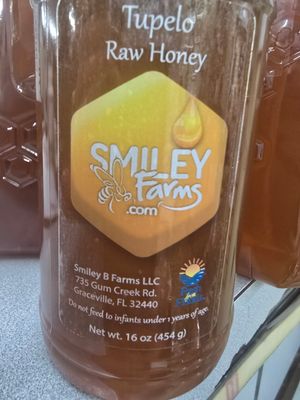 Tupelo
Raw Honey
SMILEY
Farms
.com
Smiley B Farms LLC
735 Gum Creek Rd.
Graceville, FL 32440
Do not feed to infants under 1 years of age.
Net wt. 16 oz (454 g)